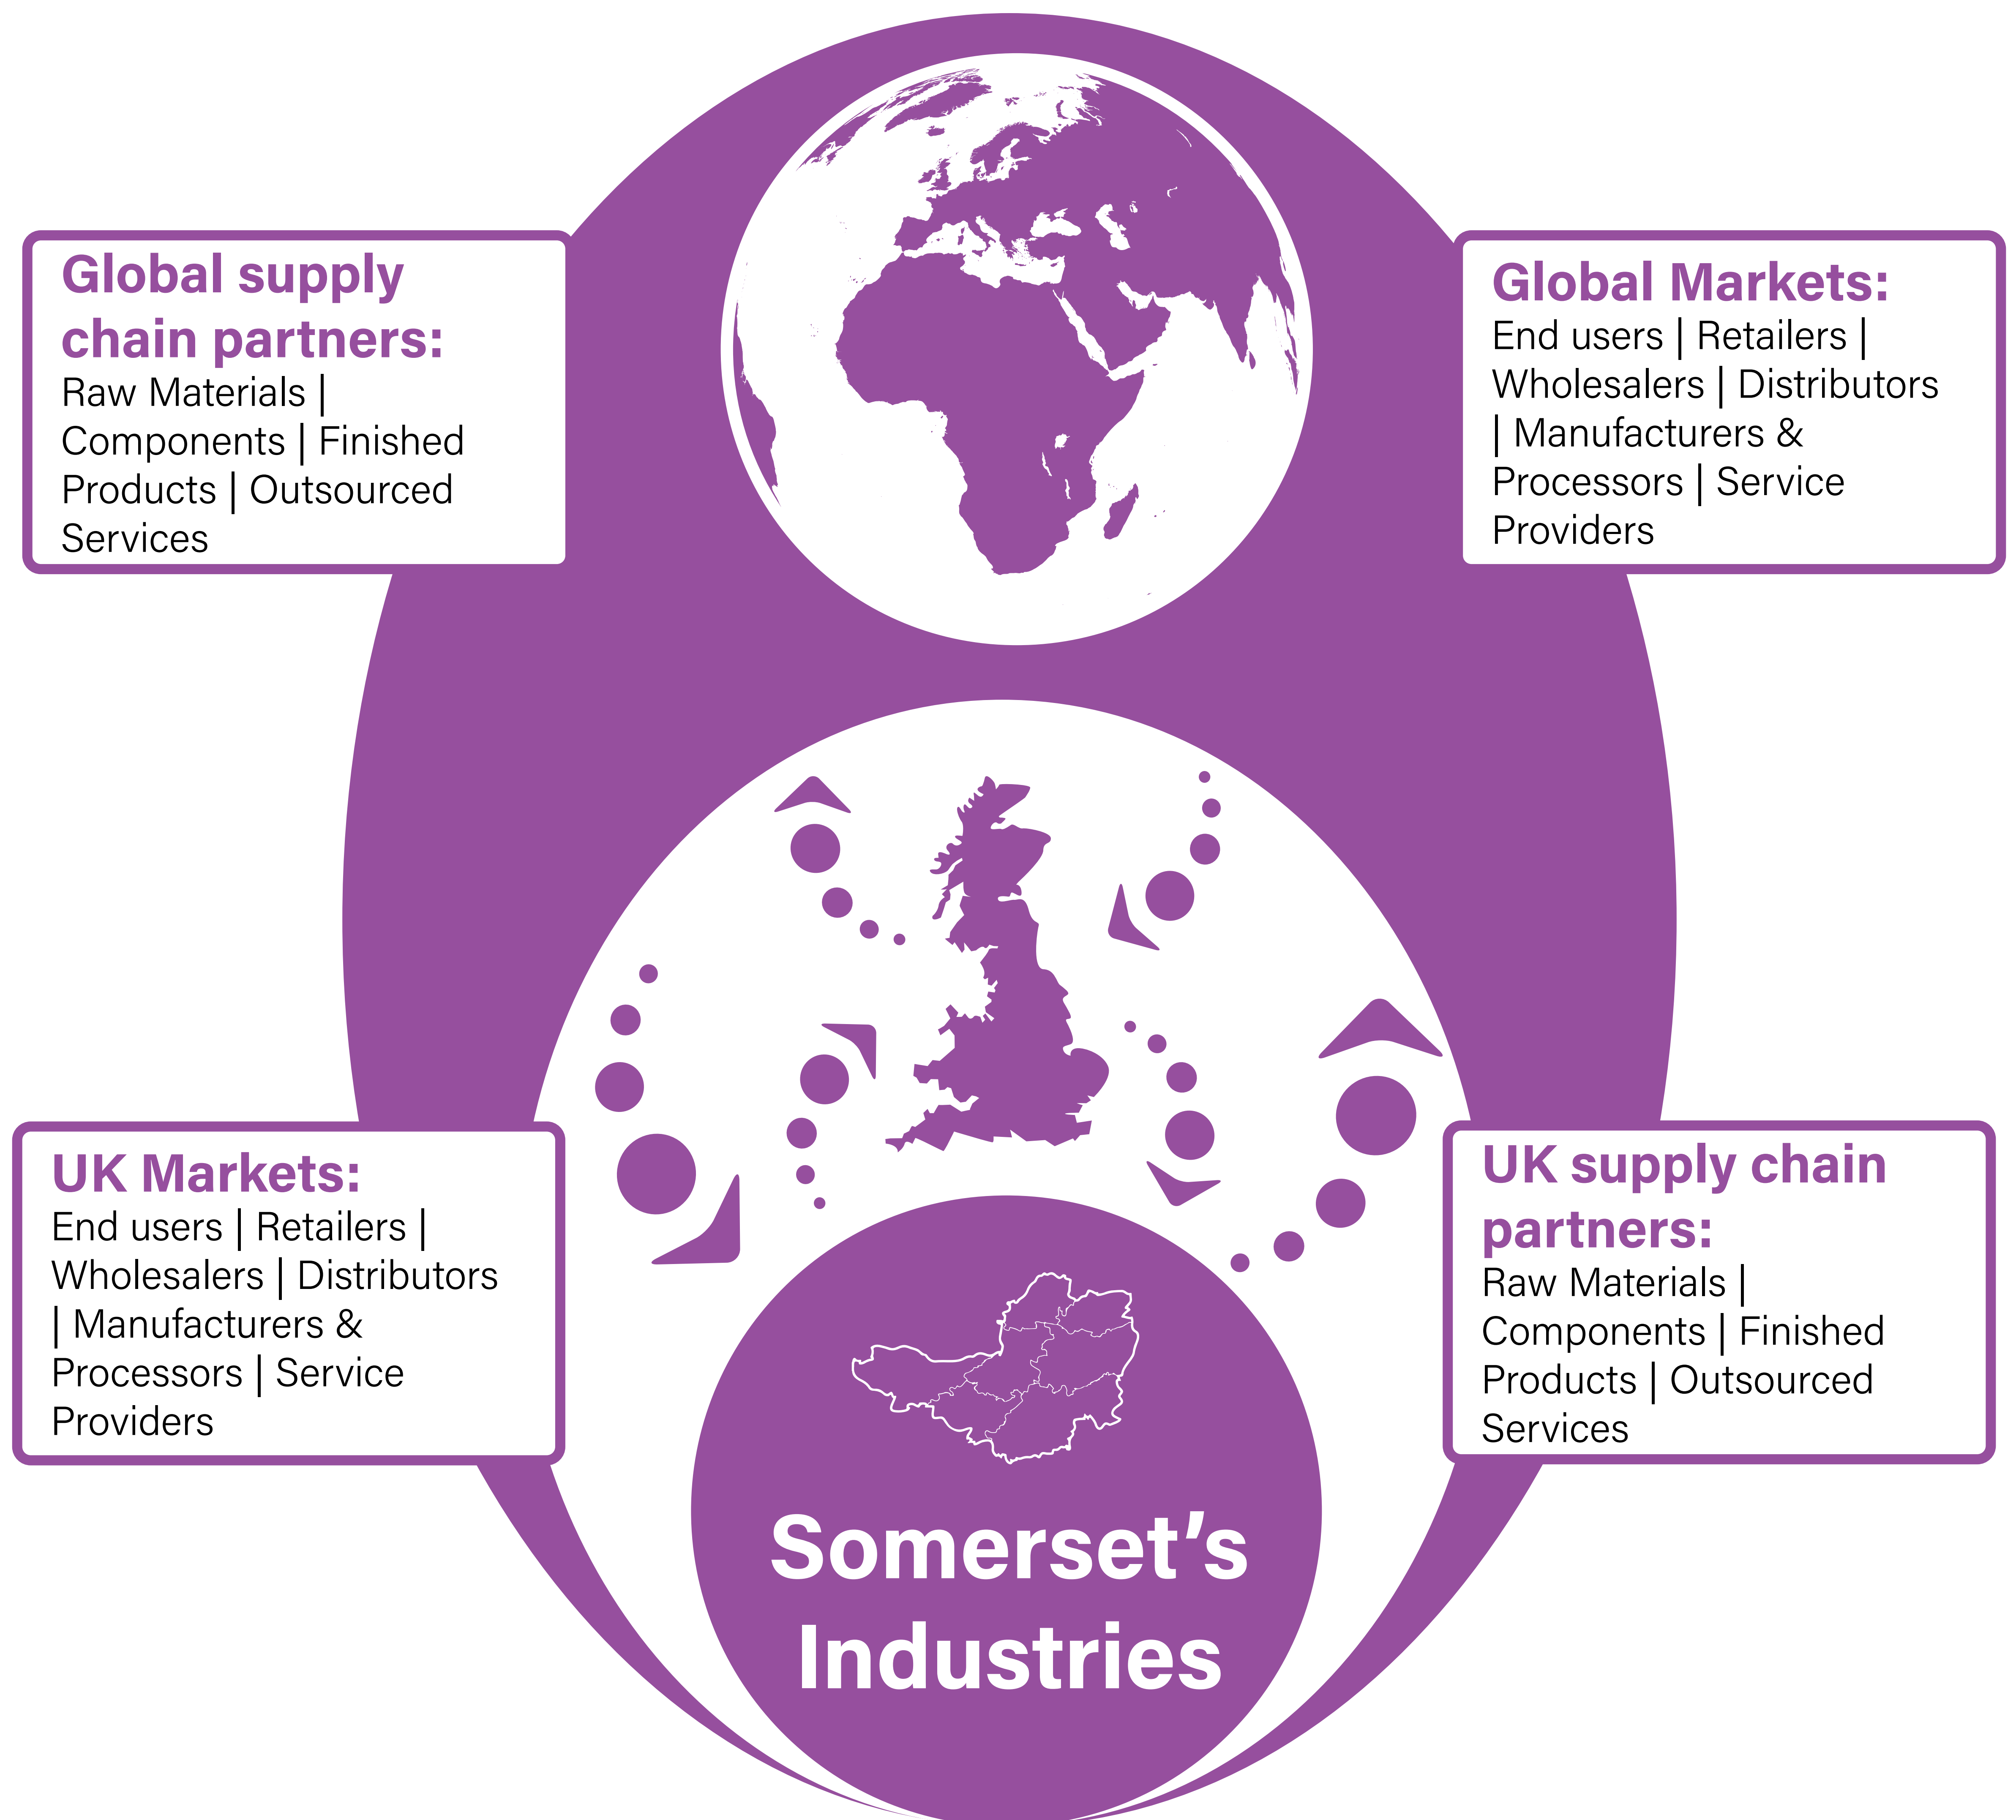 Global supply
chain partners:
Raw Materials |
Components | Finished
Products | Outsourced
Services
Global Markets:
End users | Retailers |
Wholesalers | Distributors
| Manufacturers &
Processors | Service
Providers
UK Markets:
End users | Retailers |
Wholesalers | Distributors
| Manufacturers &
Processors | Service
Providers
UK supply chain
partners:
Raw Materials |
Components | Finished
Products | Outsourced
Services
Somerset’s
Industries